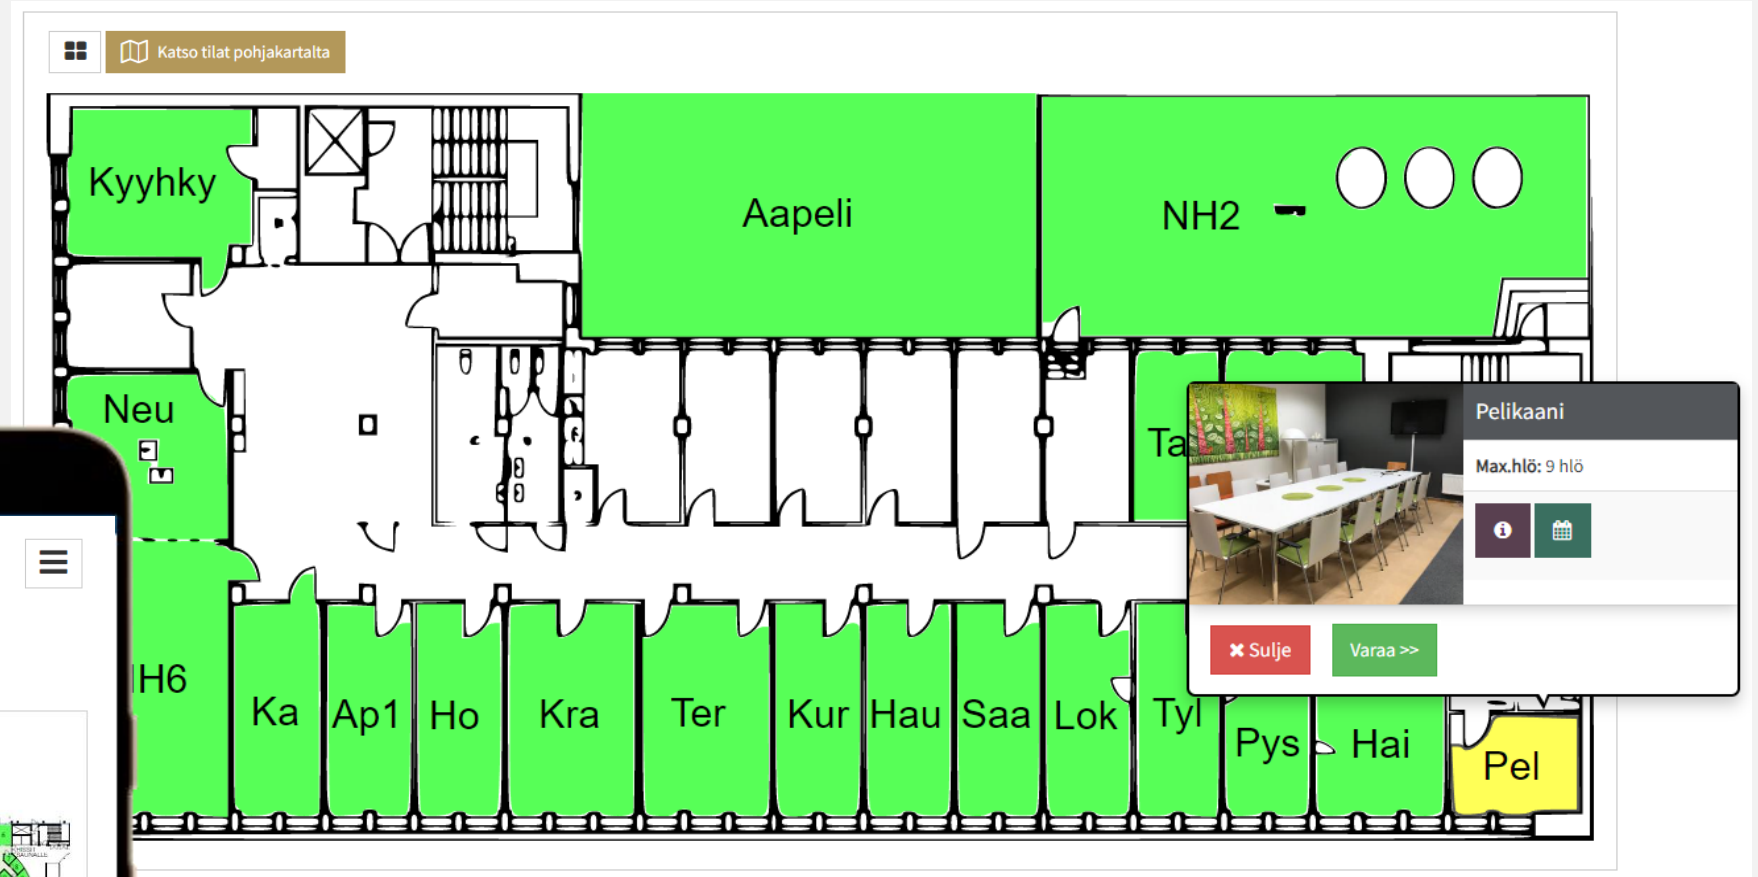 Katso tilat pohjakartalta
Kyyhky
Aapeli
NH2
Neu
Ta
Pelikaani
Max.hlö: 9 hlö
Sulje
Varaa >>
H6
Ka
Ap1
Ho
Kra
Ter
Kur
Hau
Saa
Lok
Tyl
Pys
Hai
Pel